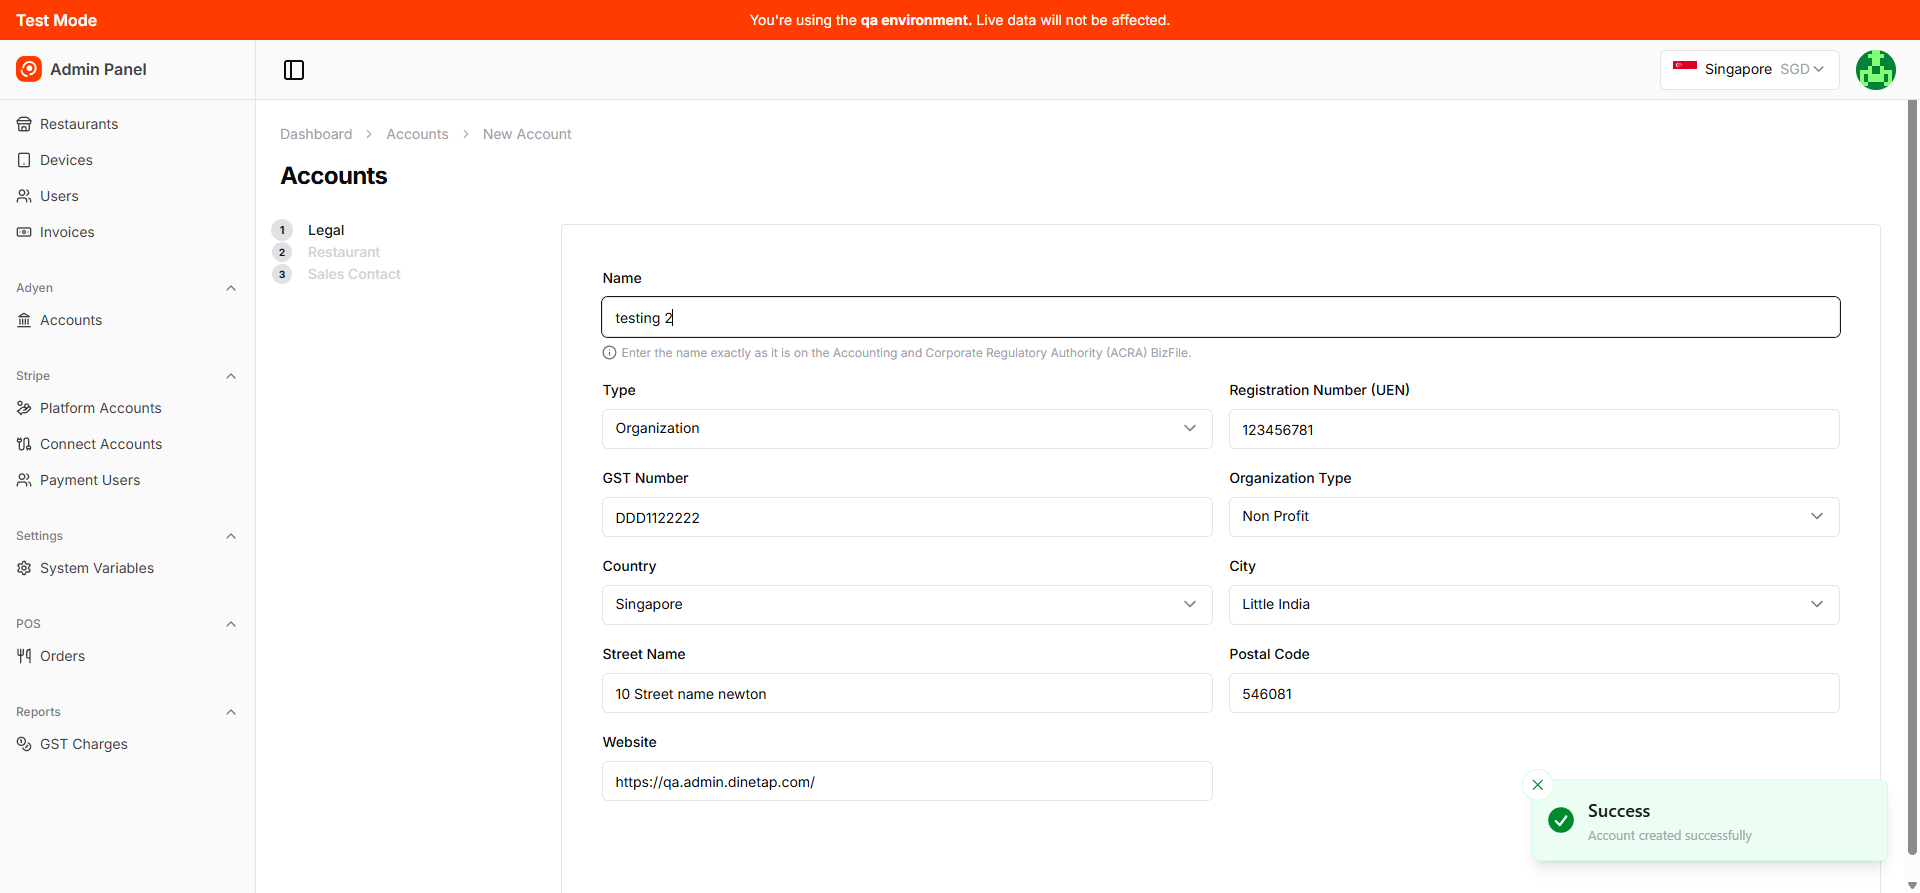 Test Mode
You're using the qa environment. Live data will not be affected.
Admin Panel
Singapore SGD
Restaurants
Devices
Users
Invoices
Adyen
Accounts
Stripe
Platform Accounts
Connect Accounts
Payment Users
Settings
System Variables
POS
Orders
Reports
GST Charges
Dashboard > Accounts > New Account
Accounts
1 Legal
2 Restaurant
3 Sales Contact
Name
testing 2
Enter the name exactly as it is on the Accounting and Corporate Regulatory Authority (ACRA) BizFile.
Type
Organization
Registration Number (UEN)
123456781
GST Number
DDD1122222
Organization Type
Non Profit
Country
Singapore
City
Little India
Street Name
10 Street name newton
Postal Code
546081
Website
https://qa.admin.dinetap.com/
Success
Account created successfully